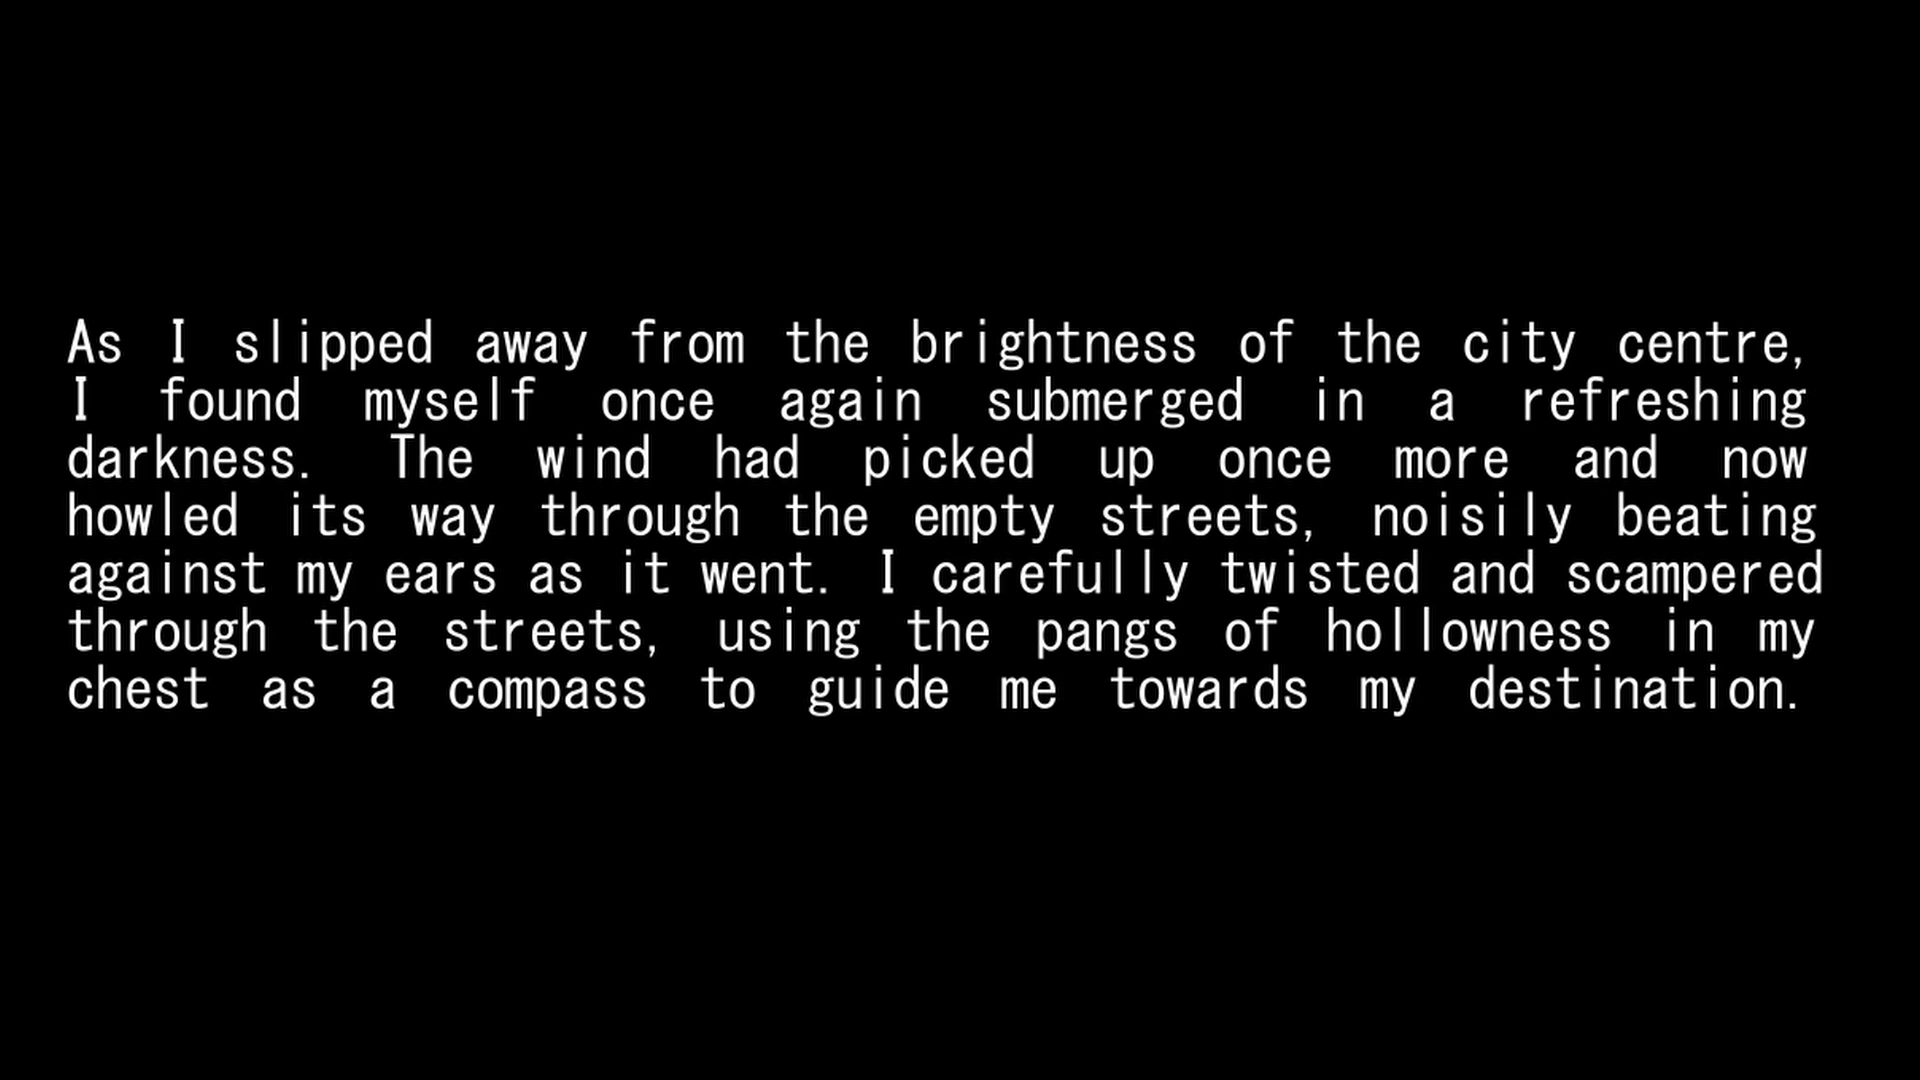 As I slipped away from the brightness of the city centre,
I found myself once again submerged in a refreshing
darkness. The wind had picked up once more and now
howled its way through the empty streets, noisily beating
against my ears as it went. I carefully twisted and scampered
through the streets, using the pangs of hollowness in my
chest as a compass to guide me towards my destination.